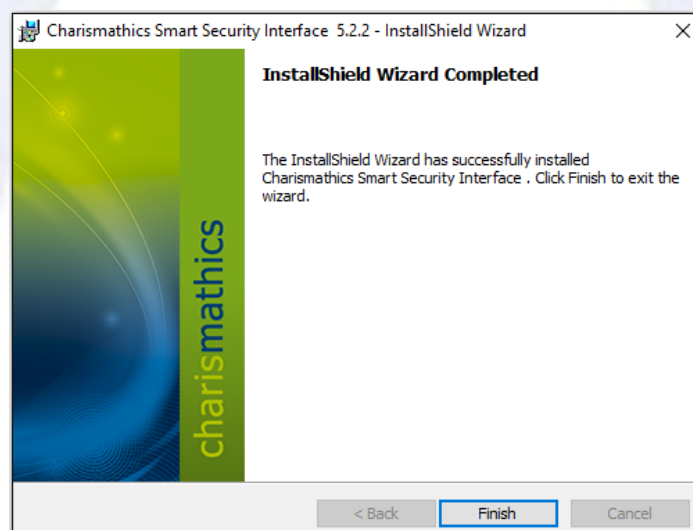 Charismathics Smart Security Interface 5.2.2 - InstallShield Wizard
InstallShield Wizard Completed
The InstallShield Wizard has successfully installed
Charismathics Smart Security Interface . Click Finish to exit the
wizard.
charismathics
< Back
Finish
Cancel